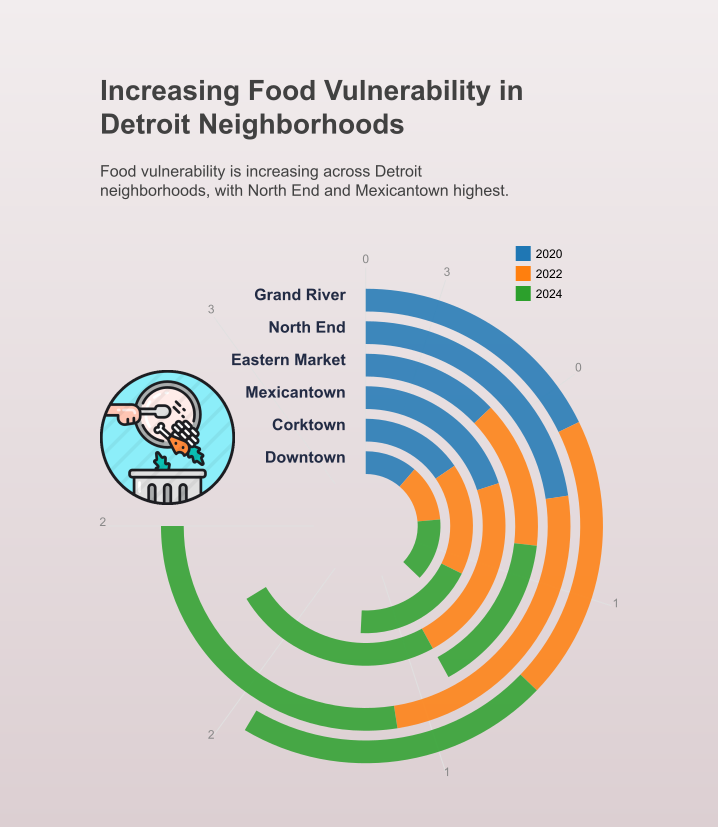 Increasing Food Vulnerability in
Detroit Neighborhoods
Food vulnerability is increasing across Detroit
neighborhoods, with North End and Mexicantown highest.
2020
2022
2024
0
3
0
1
1
2
2
3
Grand River
North End
Eastern Market
Mexicantown
Corktown
Downtown